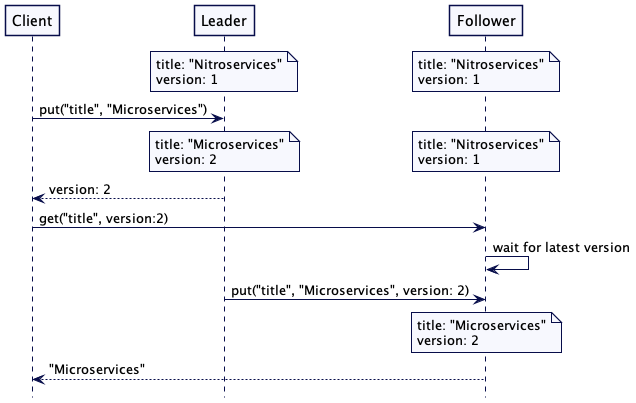 Client
Leader
Follower
title: "Nitroservices"
version: 1
title: "Nitroservices"
version: 1
put("title", "Microservices")
title: "Microservices"
version: 2
title: "Nitroservices"
version: 1
version: 2
get("title", version:2)
wait for latest version
put("title", "Microservices", version: 2)
title: "Microservices"
version: 2
"Microservices"